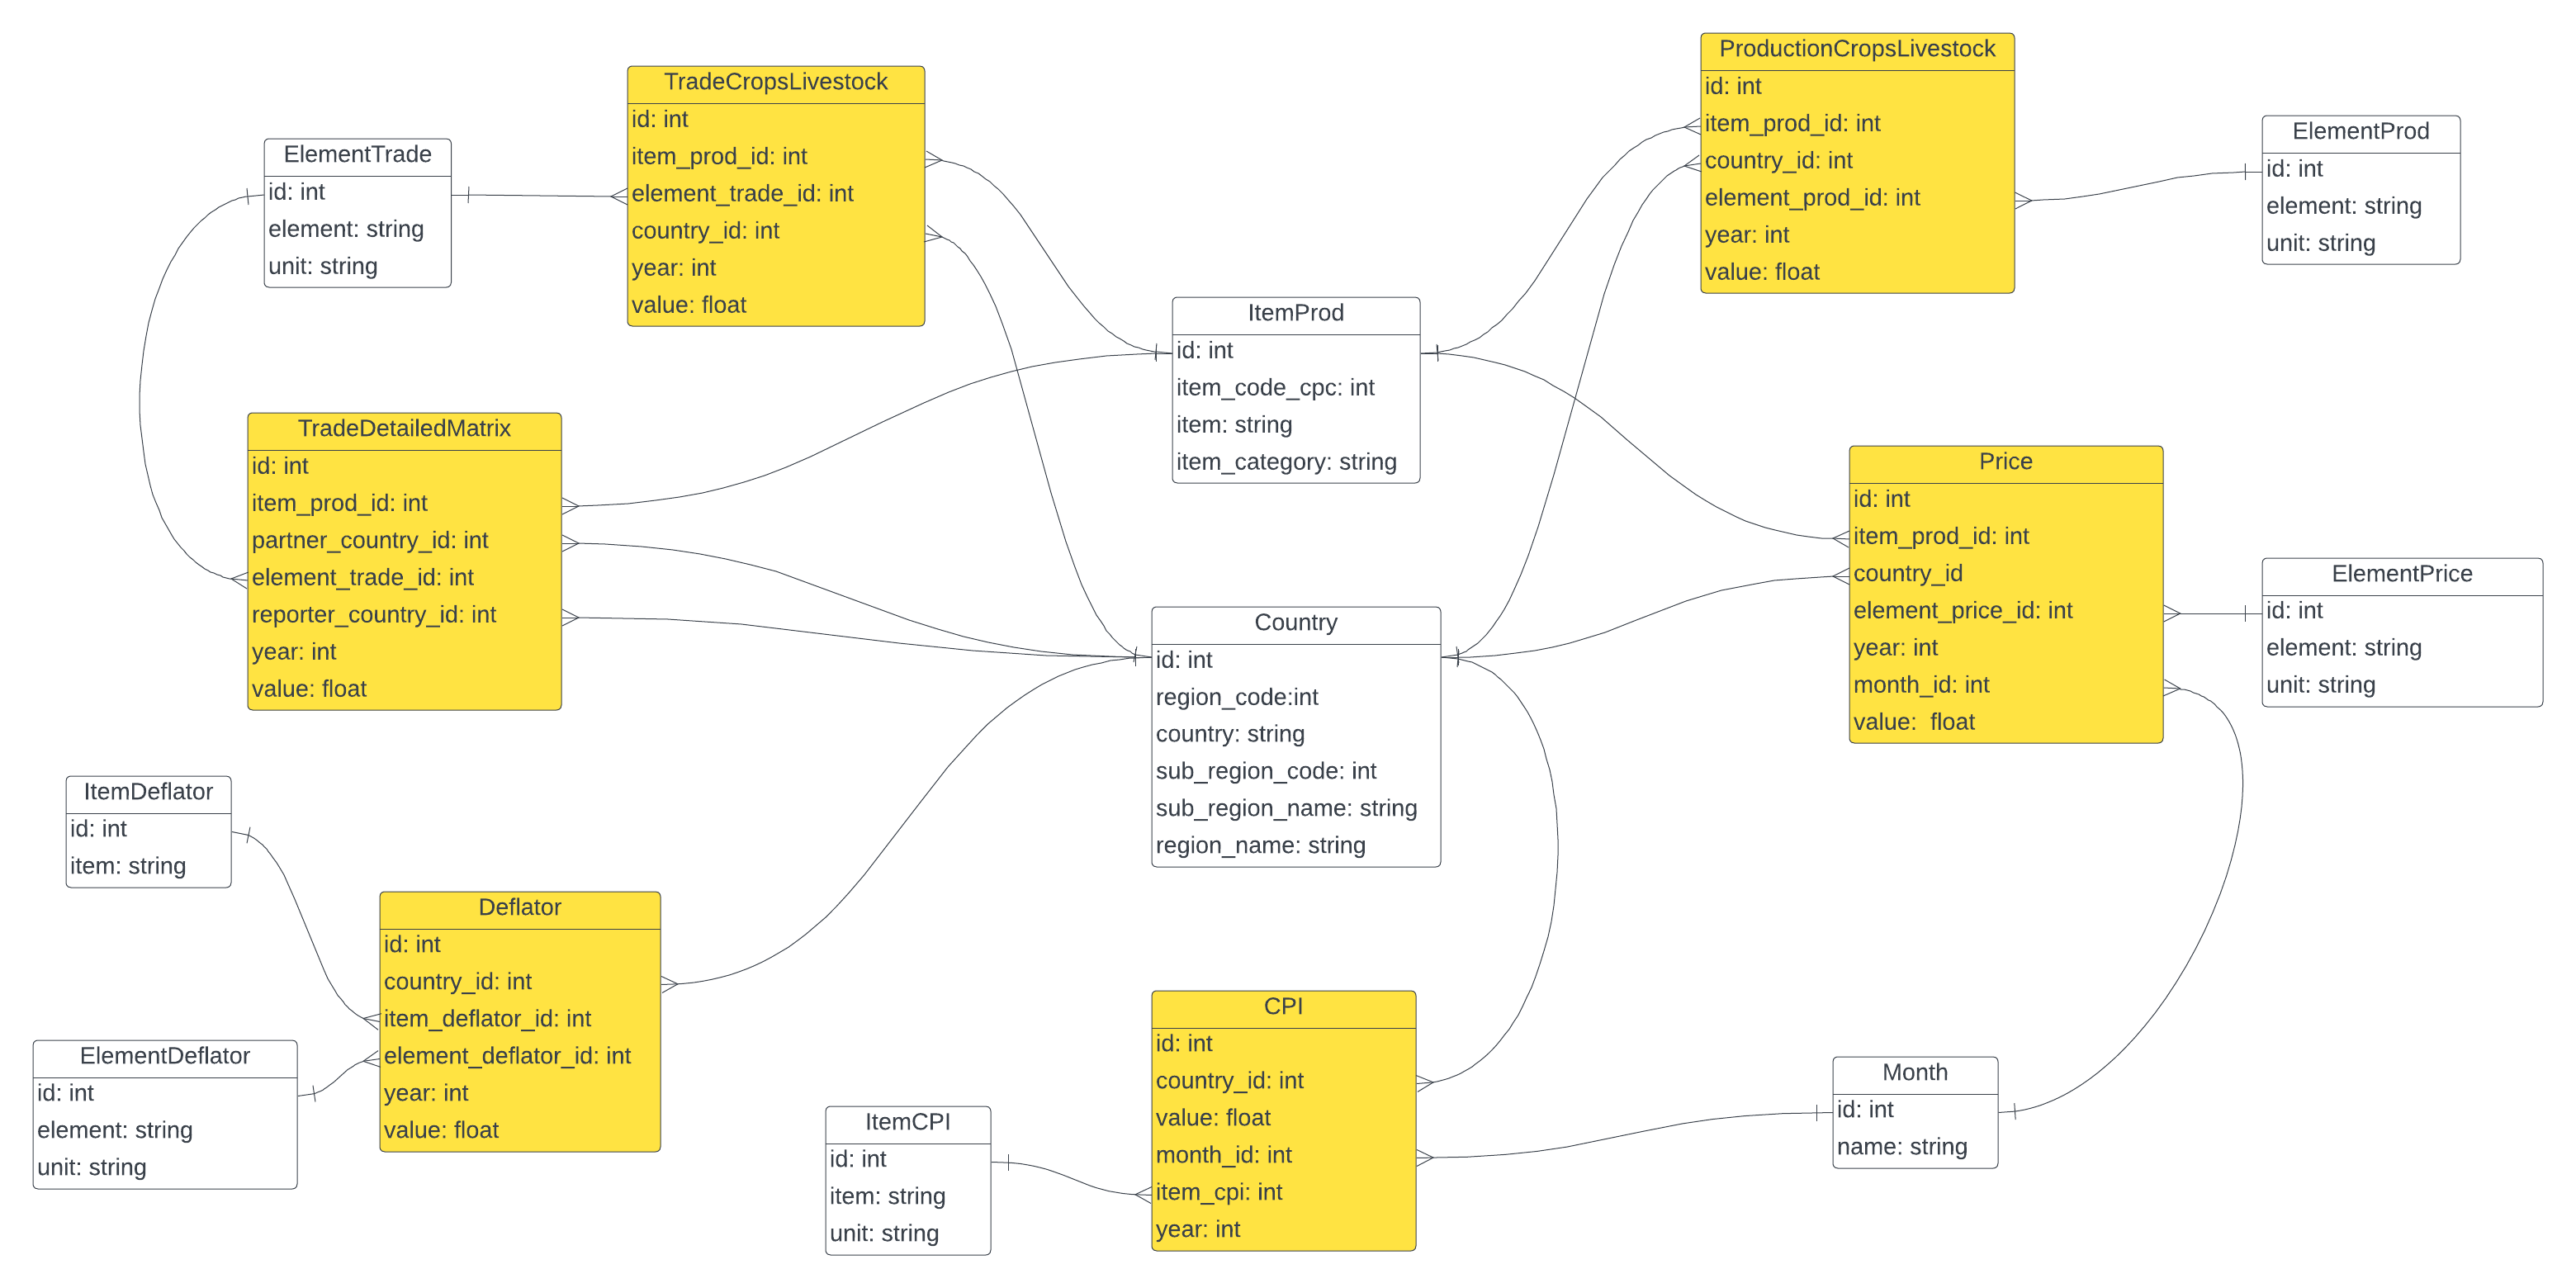 TradeCropsLivestock
id: int
item_prod_id: int
element_trade_id: int
country_id: int
year: int
value: float
ProductionCropsLivestock
id: int
item_prod_id: int
country_id: int
element_prod_id: int
year: int
value: float
ElementProd
id: int
element: string
unit: string
ElementTrade
id: int
element: string
unit: string
ItemProd
id: int
item_code_cpc: int
item: string
item_category: string
TradeDetailedMatrix
id: int
item_prod_id: int
partner_country_id: int
element_trade_id: int
reporter_country_id: int
year: int
value: float
Price
id: int
item_prod_id: int
country_id
element_price_id: int
year: int
month_id: int
value:  float
ElementPrice
id: int
element: string
unit: string
Country
id: int
region_code:int
country: string
sub_region_code: int
sub_region_name: string
region_name: string
ItemDeflator
id: int
item: string
Deflator
id: int
country_id: int
item_deflator_id: int
element_deflator_id: int
year: int
value: float
ElementDeflator
id: int
element: string
unit: string
CPI
id: int
country_id: int
value: float
month_id: int
item_cpi: int
year: int
ItemCPI
id: int
item: string
unit: string
Month
id: int
name: string